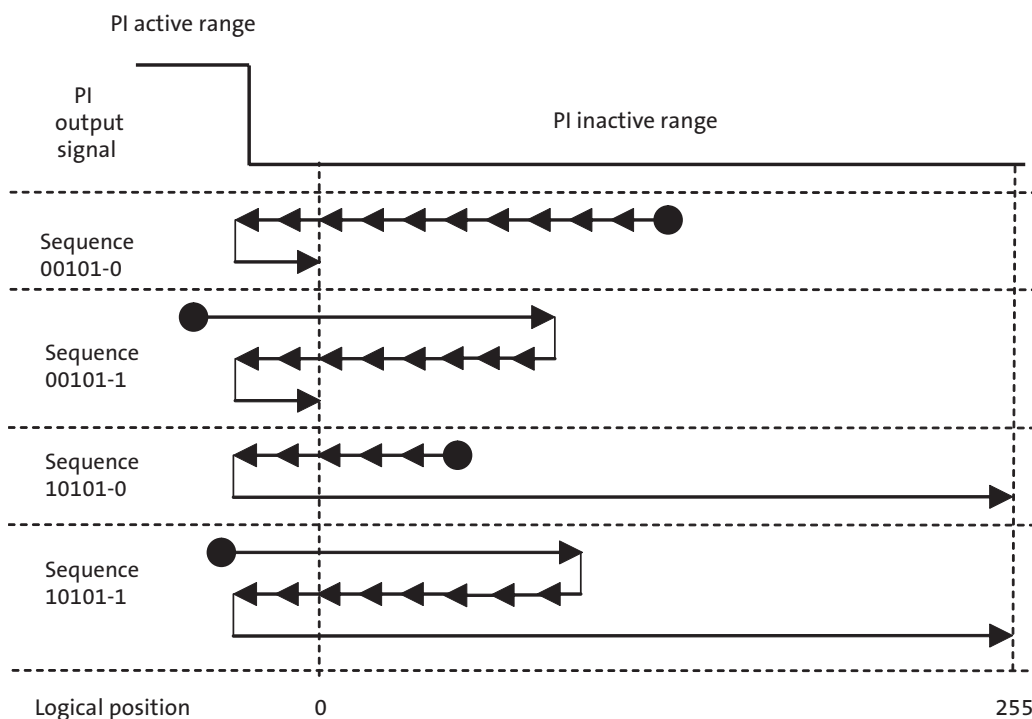 PI active range
PI
output
signal
PI inactive range
Sequence
00101-0
Sequence
00101-1
Sequence
10101-0
Sequence
10101-1
Logical position 0 255